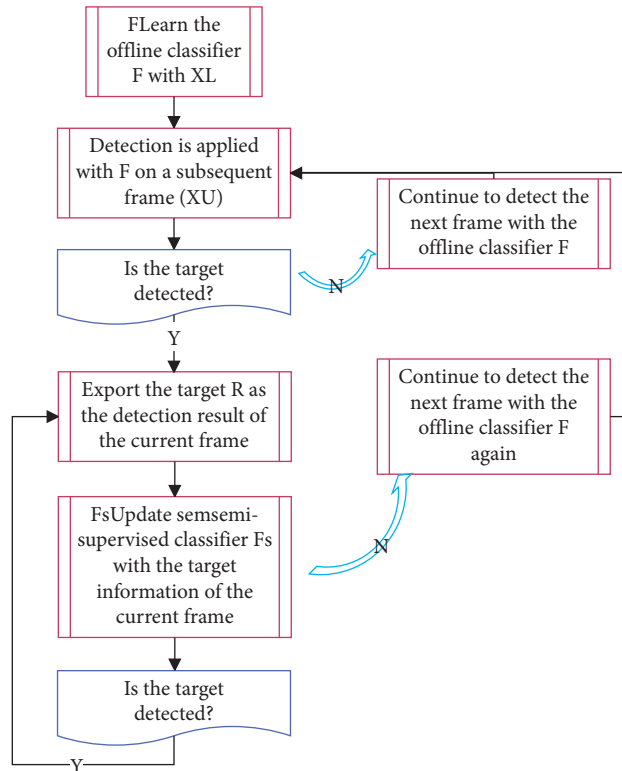 FLearn the
offline classifier
F with XL
Detection is applied
with F on a subsequent
frame (XU)
Continue to detect the
next frame with the
offline classifier F
Is the target
detected?
N
Y
Export the target R as
the detection result of
the current frame
Continue to detect the
next frame with the
offline classifier F
again
FsUpdate semsemi-
supervised classifier Fs
with the target
information of the
current frame
N
Is the target
detected?
Y